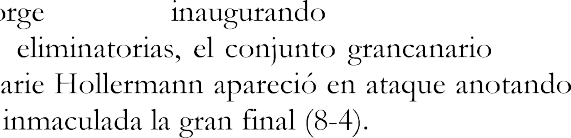 orge inaugurando
eliminatorias, el conjunto grancanario
arie Hollermann apareció en ataque anotando
inmaculada la gran final (8-4).